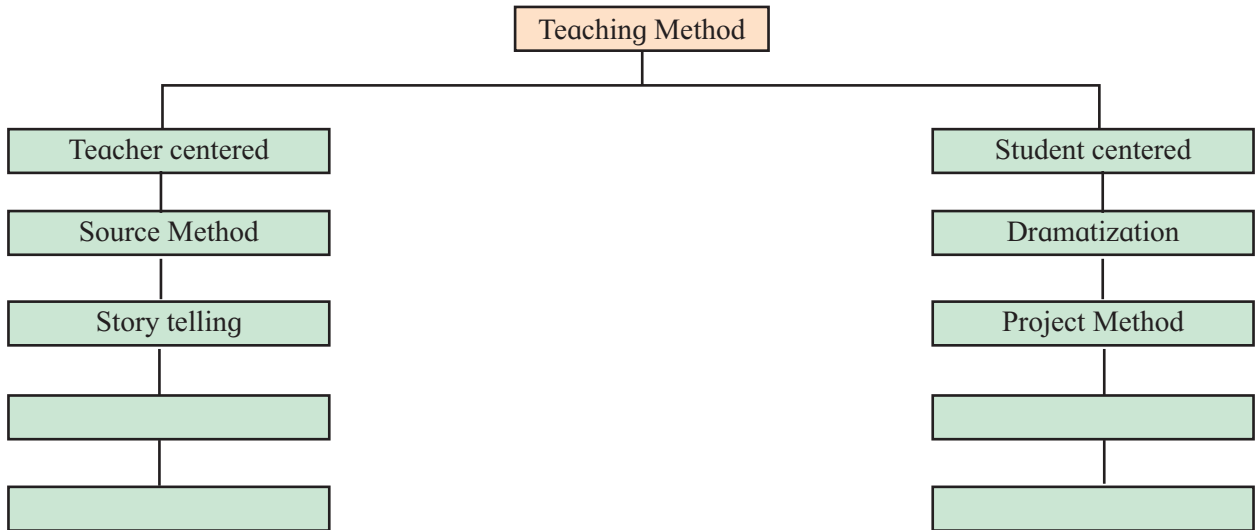 Teaching Method
Teacher centered
Student centered
Source Method
Dramatization
Story telling
Project Method